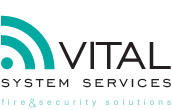 VITAL
SYSTEM SERVICES
fire&security solutions